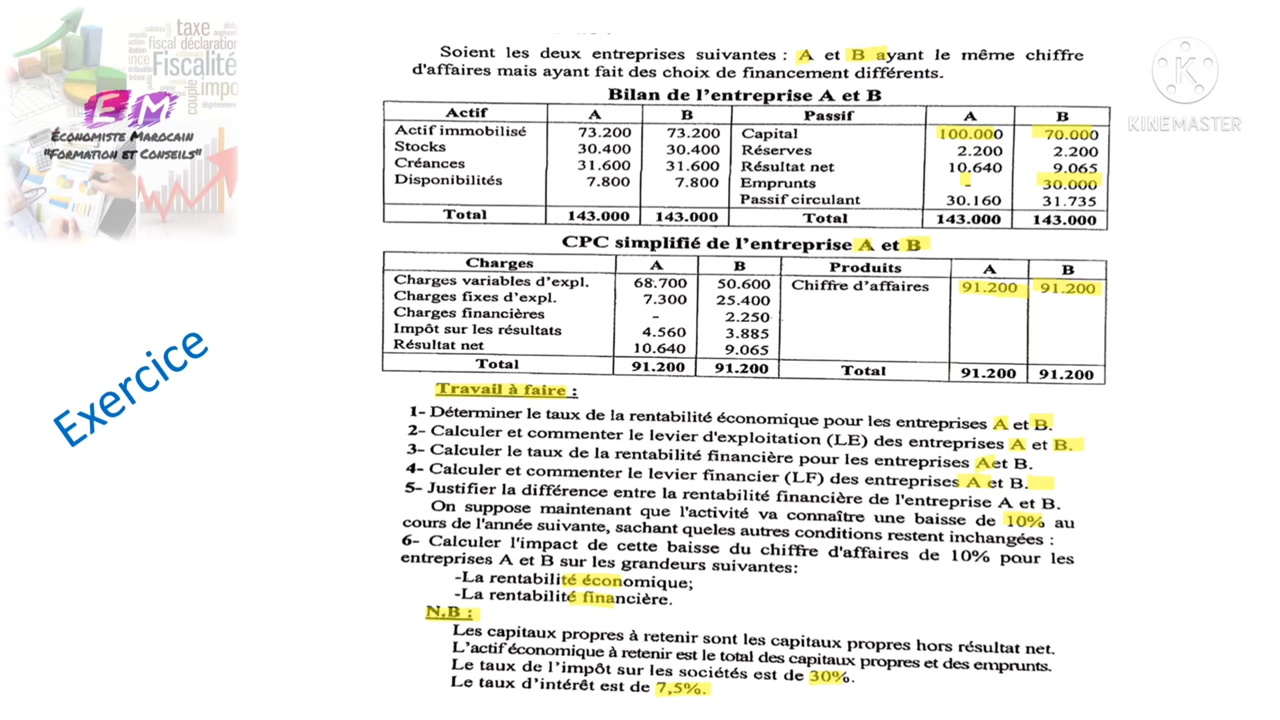 taxe
fiscal déclaration
Fiscalité
impo
couple
EM
ÉCONOMISTE MAROCAIN
"FORMATION ET CONSEILS"
KINEMASTER
Exercice
Soient les deux entreprises suivantes : A et B ayant le même chiffre
d'affaires mais ayant fait des choix de financement différents.
Bilan de l'entreprise A et B
Actif A B Passif A B
Actif immobilisé 73.200 73.200 Capital 100.000 70.000
Stocks 30.400 30.400 Réserves 2.200 2.200
Créances 31.600 31.600 Résultat net 10.640 9.065
Disponibilités 7.800 7.800 Emprunts - 30.000
Passif circulant 30.160 31.735
Total 143.000 143.000 Total 143.000 143.000
CPC simplifié de l'entreprise A et B
Charges A B Produits A B
Charges variables d'expl. 68.700 50.600 Chiffre d'affaires 91.200 91.200
Charges fixes d'expl. 7.300 25.400
Charges financières - 2.250
Impôt sur les résultats 4.560 3.885
Résultat net 10.640 9.065
Total 91.200 91.200 Total 91.200 91.200
Travail à faire :
1- Déterminer le taux de la rentabilité économique pour les entreprises A et B.
2- Calculer et commenter le levier d'exploitation (LE) des entreprises A et B.
3- Calculer le taux de la rentabilité financière pour les entreprises Aet B.
4- Calculer et commenter le levier financier (LF) des entreprises A et B.
5- Justifier la différence entre la rentabilité financière de l'entreprise A et B.
On suppose maintenant que l'activité va connaître une baisse de 10% au
cours de l'année suivante, sachant queles autres conditions restent inchangées :
6- Calculer l'impact de cette baisse du chiffre d'affaires de 10% pour les
entreprises A et B sur les grandeurs suivantes:
-La rentabilité économique;
-La rentabilité financière.
N.B :
Les capitaux propres à retenir sont les capitaux propres hors résultat net.
L'actif économique à retenir est le total des capitaux propres et des emprunts.
Le taux de l'impôt sur les sociétés est de 30%.
Le taux d'intérêt est de 7,5%.